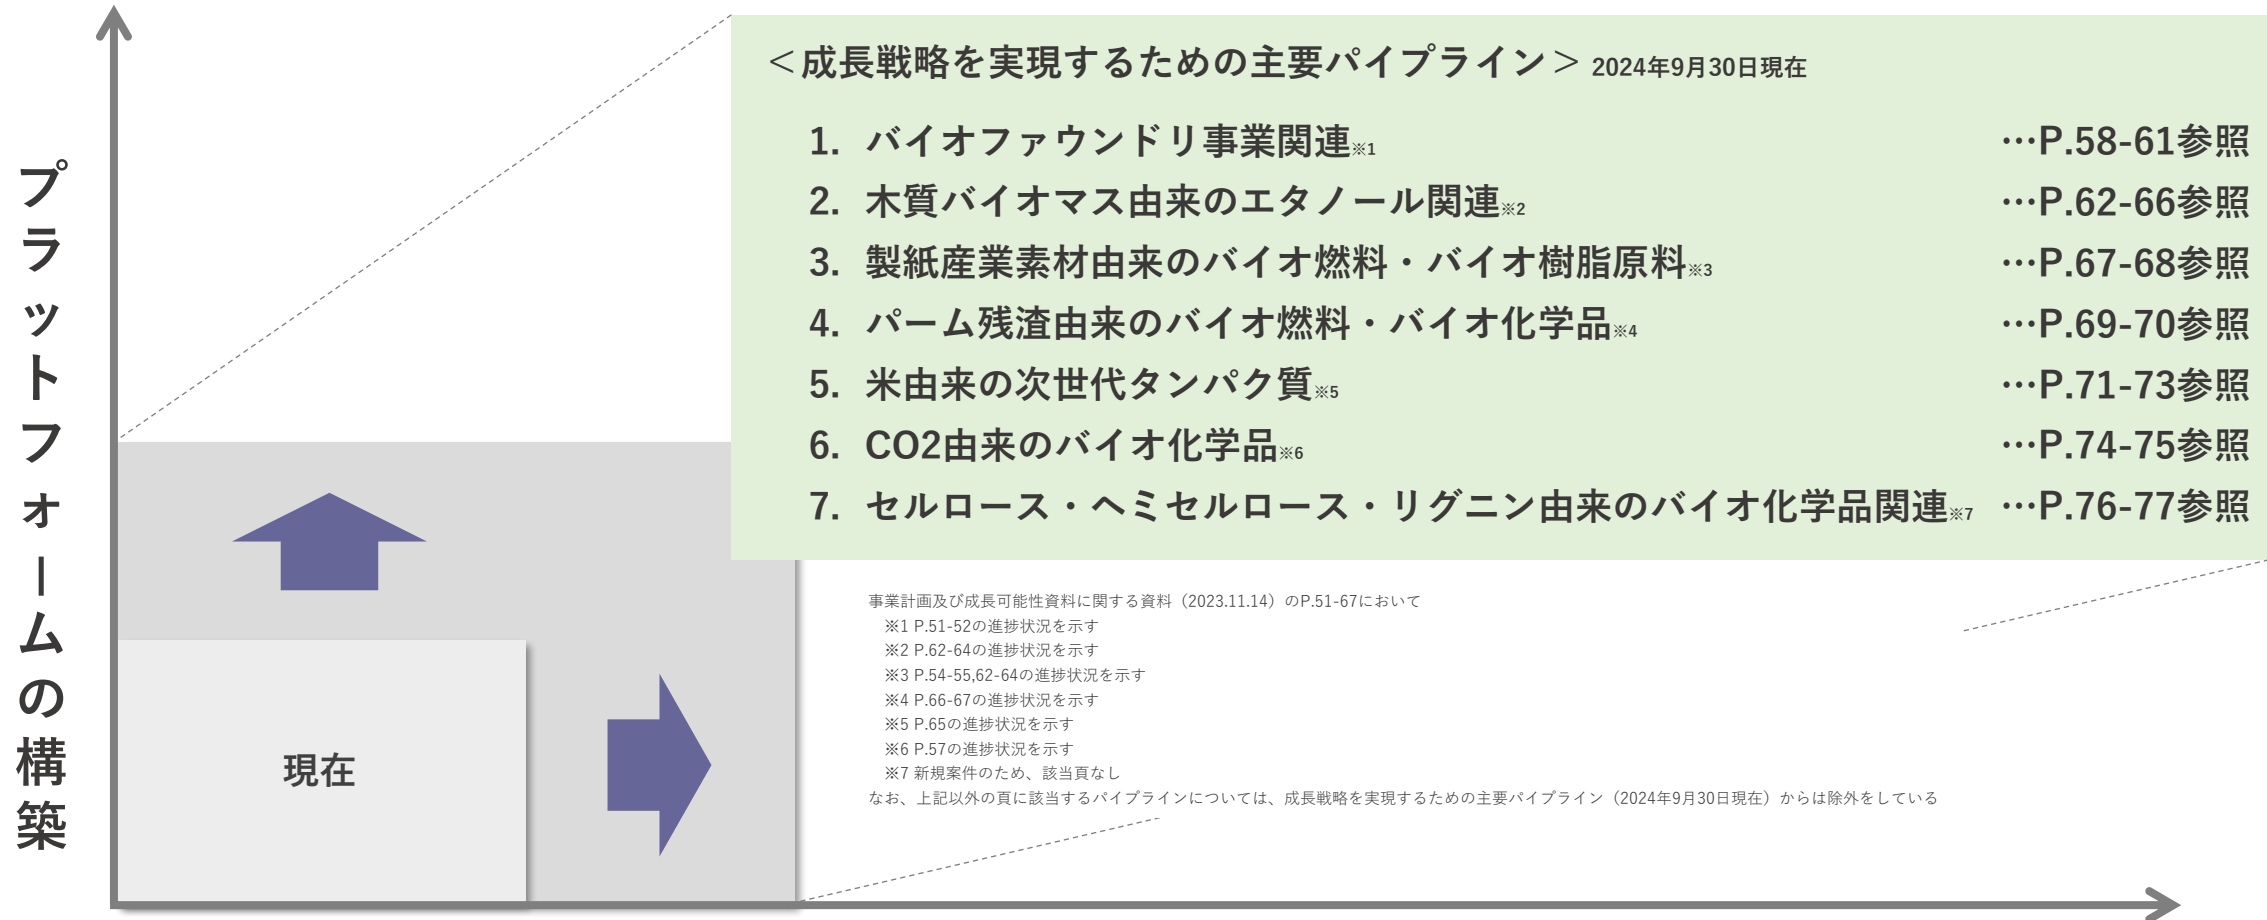 プラットフォームの構築
＜成長戦略を実現するための主要パイプライン＞ 2024年9月30日現在
1. バイオファウンドリ事業関連※1 …P.58-61参照
2. 木質バイオマス由来のエタノール関連※2 …P.62-66参照
3. 製紙産業素材由来のバイオ燃料・バイオ樹脂原料※3 …P.67-68参照
4. パーム残渣由来のバイオ燃料・バイオ化学品※4 …P.69-70参照
5. 米由来の次世代タンパク質※5 …P.71-73参照
6. CO2由来のバイオ化学品※6 …P.74-75参照
7. セルロース・ヘミセルロース・リグニン由来のバイオ化学品関連※7 …P.76-77参照
事業計画及び成長可能性資料に関する資料（2023.11.14）のP.51-67において
※1 P.51-52の進捗状況を示す
※2 P.62-64の進捗状況を示す
※3 P.54-55,62-64の進捗状況を示す
※4 P.66-67の進捗状況を示す
※5 P.65の進捗状況を示す
※6 P.57の進捗状況を示す
※7 新規案件のため、該当頁なし
なお、上記以外の頁に該当するパイプラインについては、成長戦略を実現するための主要パイプライン（2024年9月30日現在）からは除外をしている
現在